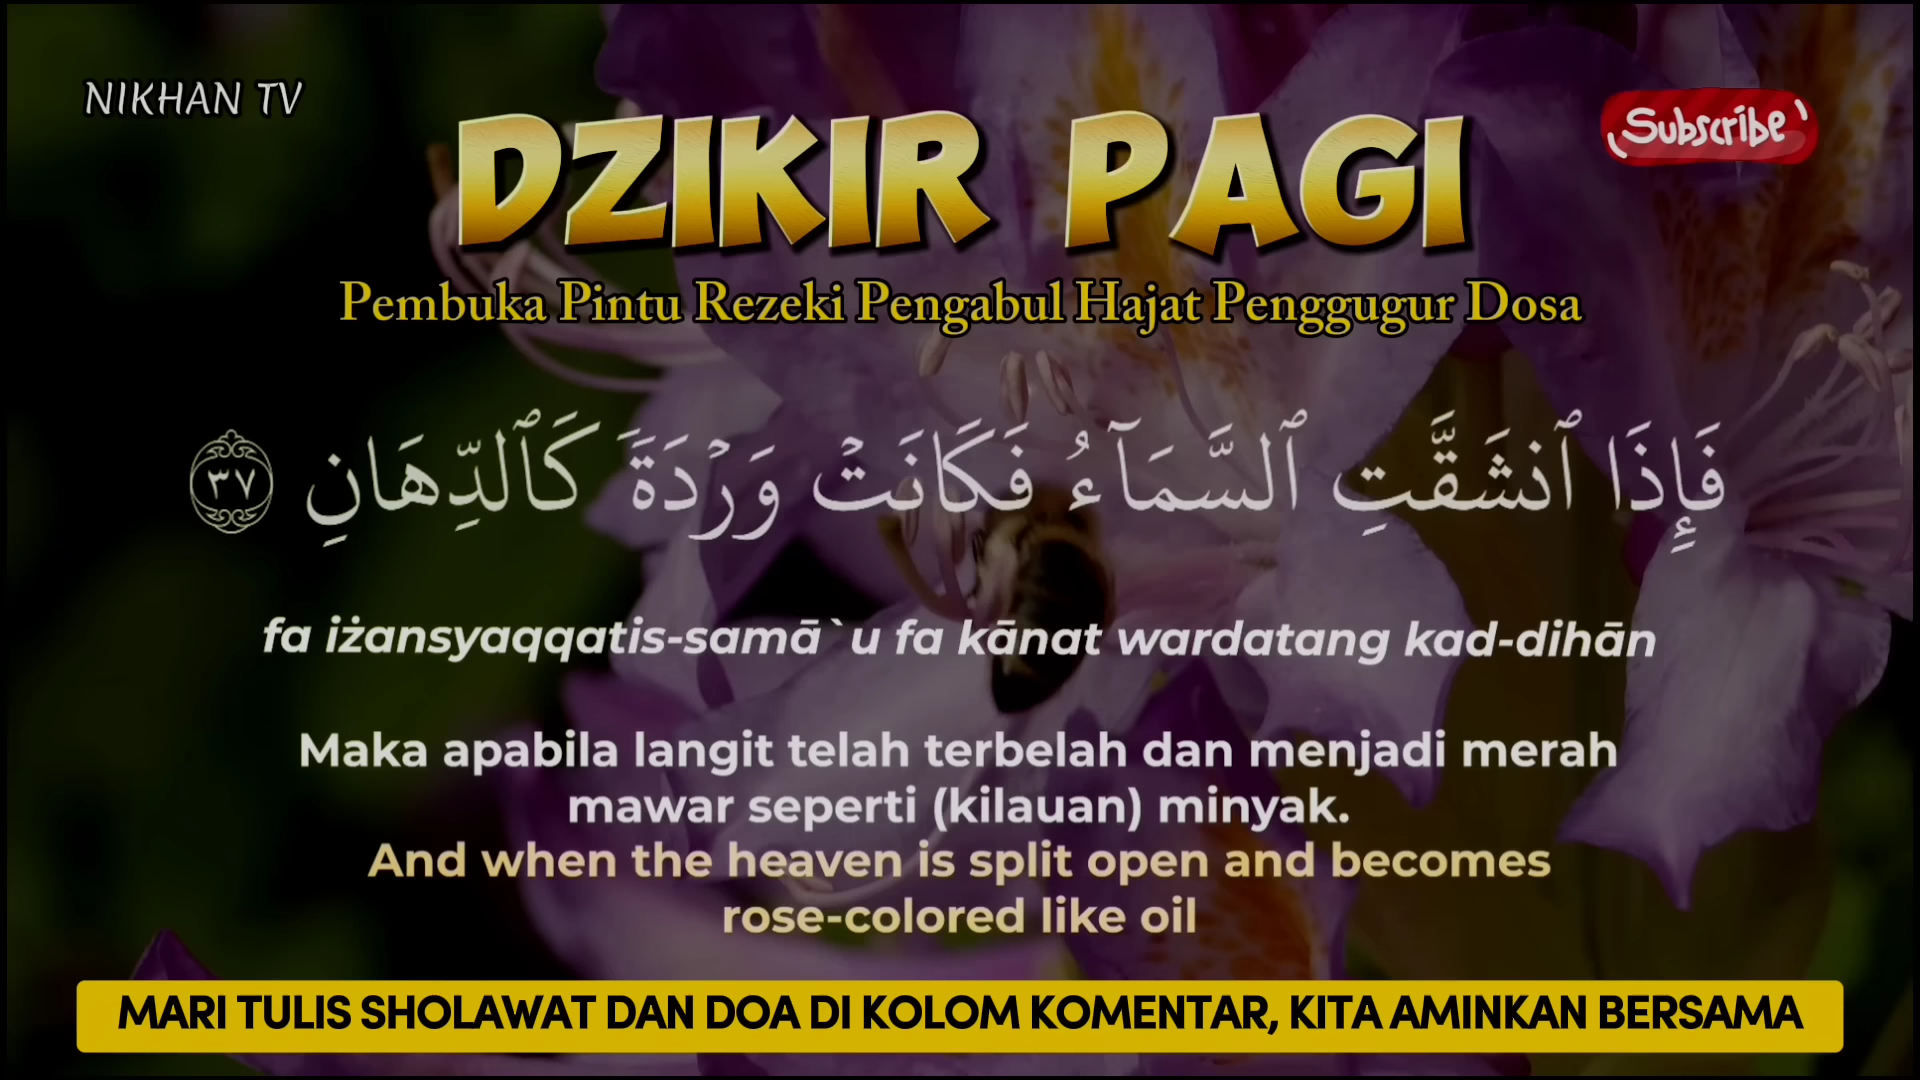 NIKHAN TV
Subscribe
DZIKIR PAGI
Pembuka Pintu Rezeki Pengabul Hajat Penggugur Dosa
فَإِذَا ٱنشَقَّتِ ٱلسَّمَآءُ فَكَانَتْ وَرْدَةً كَٱلدِّهَانِ ٣٧
fa iżansyaqqatis-samā`u fa kānat wardatang kad-dihān
Maka apabila langit telah terbelah dan menjadi merah
mawar seperti (kilauan) minyak.
And when the heaven is split open and becomes
rose-colored like oil
MARI TULIS SHOLAWAT DAN DOA DI KOLOM KOMENTAR, KITA AMINKAN BERSAMA